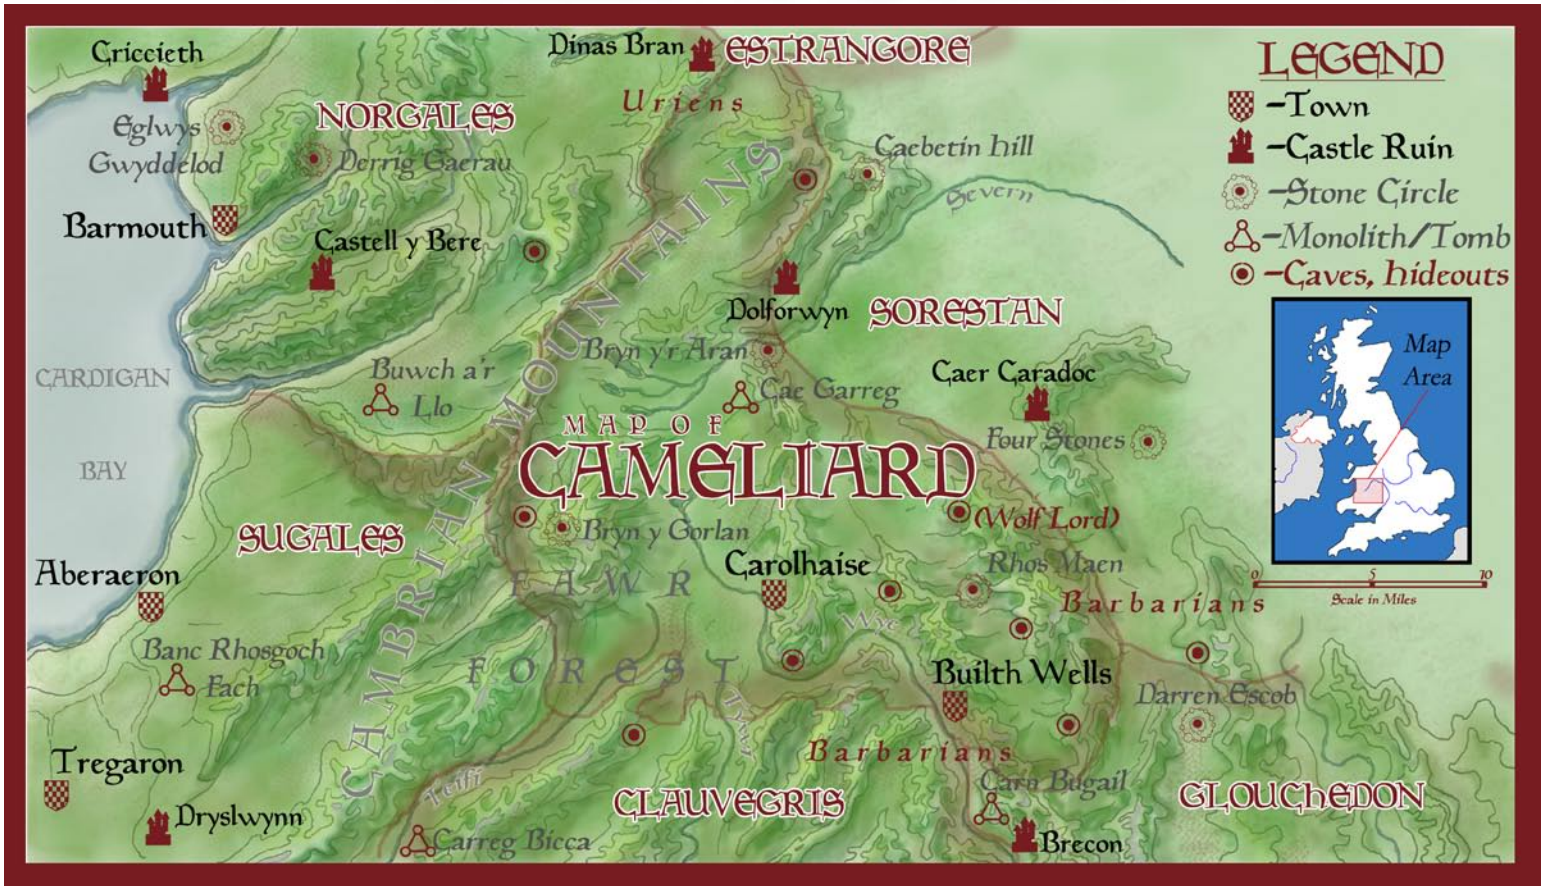 Criccieth
Dinas Bran
ESTRANGORE
LEGEND
Uriens
NORGALES
-Town
Eglwys
Gwyddelod
Derrig Gaerau
Caebetin hill
-Castle Ruin
Severn
-Stone Circle
Barmouth
Castell y Bere
-Monolith/Tomb
-Caves, hideouts
CAMBRIAN MOUNTAINS
Dolforwyn
SORESTAN
Bryn y'r Aran
Map
Area
CARDIGAN
BAY
Buwch a'r
Llo
Cae Garreg
Caer Caradoc
MAP OF
CAMELIARD
Four Stones
(Wolf Lord)
SUGALES
Bryn y Gorlan
Carolhaise
Rhos Maen
Aberaeron
FAWR
FOREST
Barbarians
0 5 10
Scale in Miles
Wye
Banc Rhosgoch
Fach
Builth Wells
Darren Escob
Tywi
Barbarians
Tregaron
Teifi
Carn Bugail
CLAUVEGRIS
GLOUChEDON
Dryslwynn
Carreg Bicca
Brecon